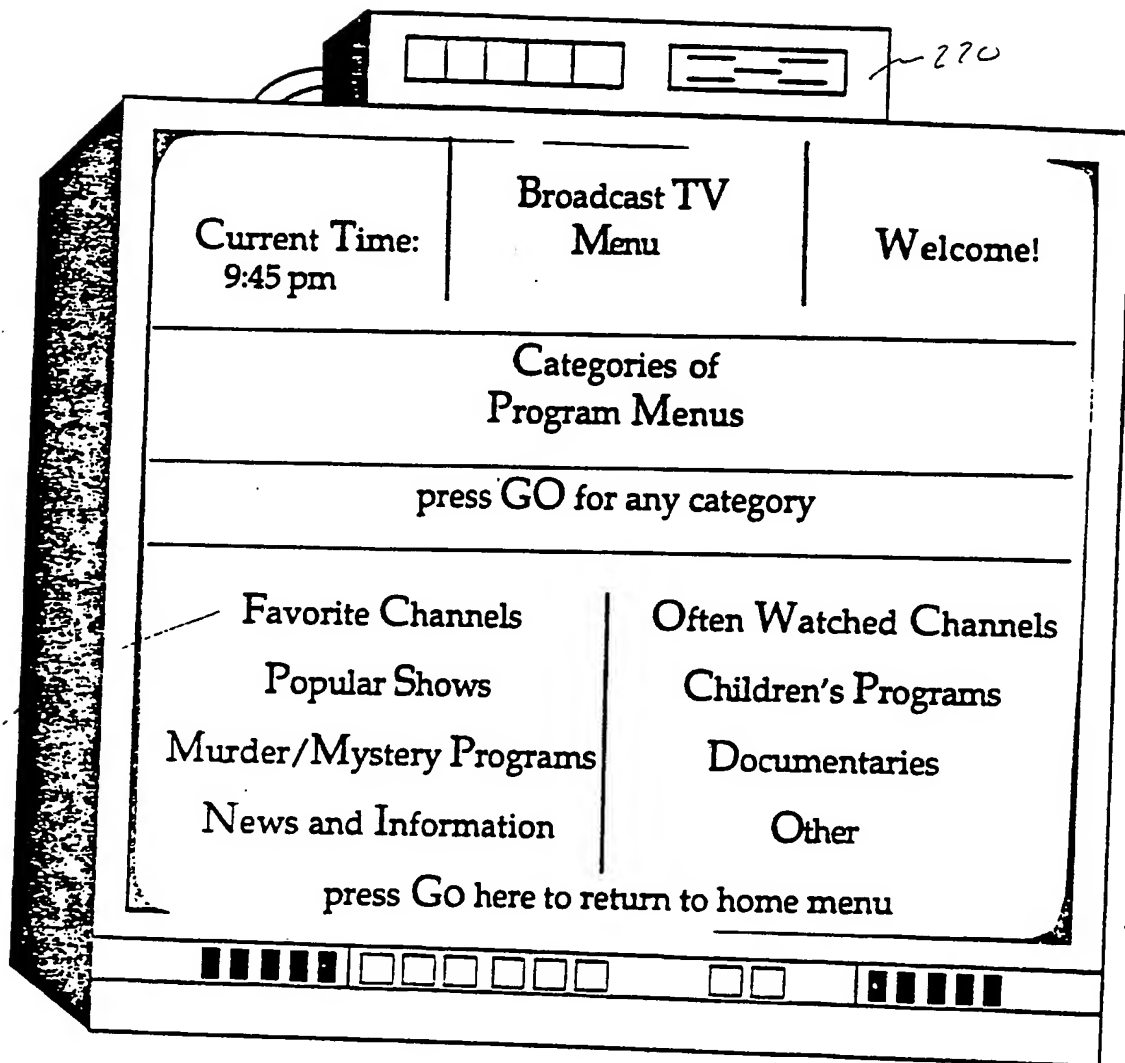 220
Broadcast TV
Menu
Current Time:
9:45 pm
Welcome!
Categories of
Program Menus
press GO for any category
Favorite Channels
Often Watched Channels
Popular Shows
Children's Programs
Murder/Mystery Programs
Documentaries
News and Information
Other
press GO here to return to home menu